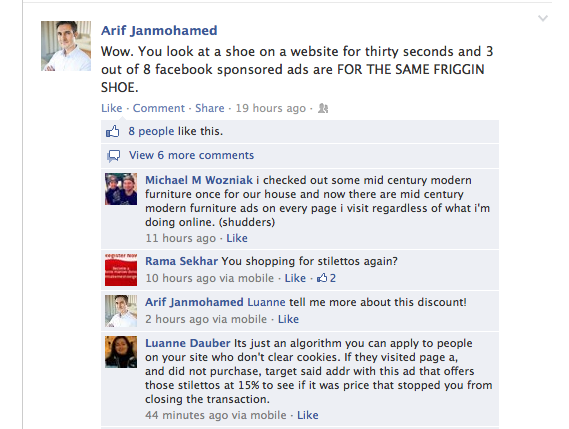 Arif Janmohamed
Wow. You look at a shoe on a website for thirty seconds and 3
out of 8 facebook sponsored ads are FOR THE SAME FRIGGIN
SHOE.
Like · Comment · Share · 19 hours ago ·
8 people like this.
View 6 more comments
Michael M Wozniak i checked out some mid century modern
furniture once for our house and now there are mid century
modern furniture ads on every page i visit regardless of what i'm
doing online. (shudders)
11 hours ago · Like
Register Now
Rama Sekhar You shopping for stilettos again?
10 hours ago via mobile · Like · 2
Arif Janmohamed Luanne tell me more about this discount!
2 hours ago via mobile · Like
Luanne Dauber Its just an algorithm you can apply to people
on your site who don't clear cookies. If they visited page a,
and did not purchase, target said addr with this ad that offers
those stilettos at 15% to see if it was price that stopped you from
closing the transaction.
44 minutes ago via mobile · Like